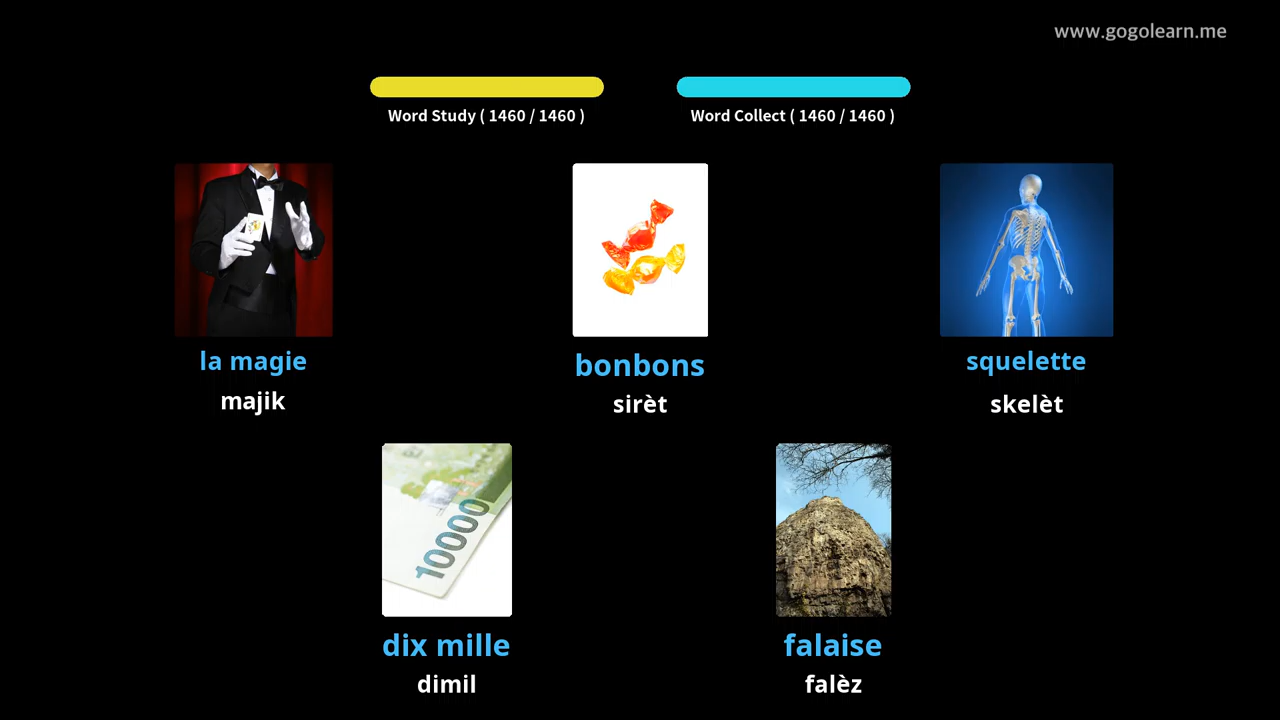 www.gogolearn.me
Word Study ( 1460 / 1460 )
Word Collect ( 1460 / 1460 )
la magie
majik
bonbons
sirèt
squelette
skelèt
10000
dix mille
dimil
falaise
falèz